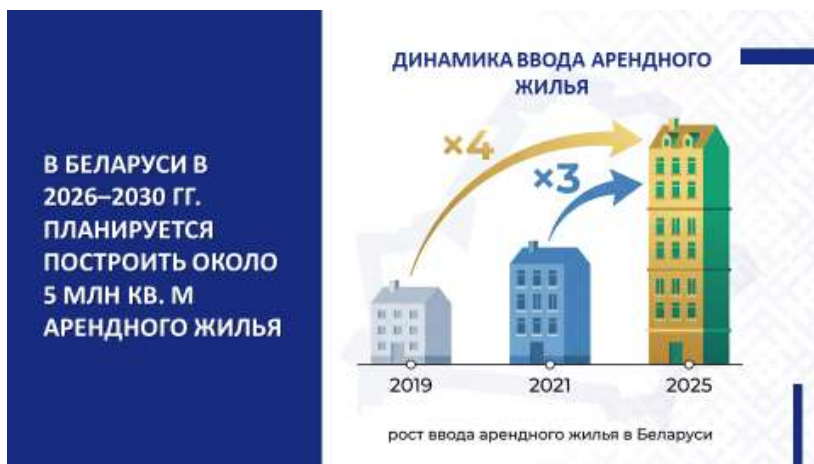 В БЕЛАРУСИ В
2026–2030 ГГ.
ПЛАНИРУЕТСЯ
ПОСТРОИТЬ ОКОЛО
5 МЛН КВ. М
АРЕНДНОГО ЖИЛЬЯ
ДИНАМИКА ВВОДА АРЕНДНОГО
ЖИЛЬЯ
×4
×3
2019
2021
2025
рост ввода арендного жилья в Беларуси